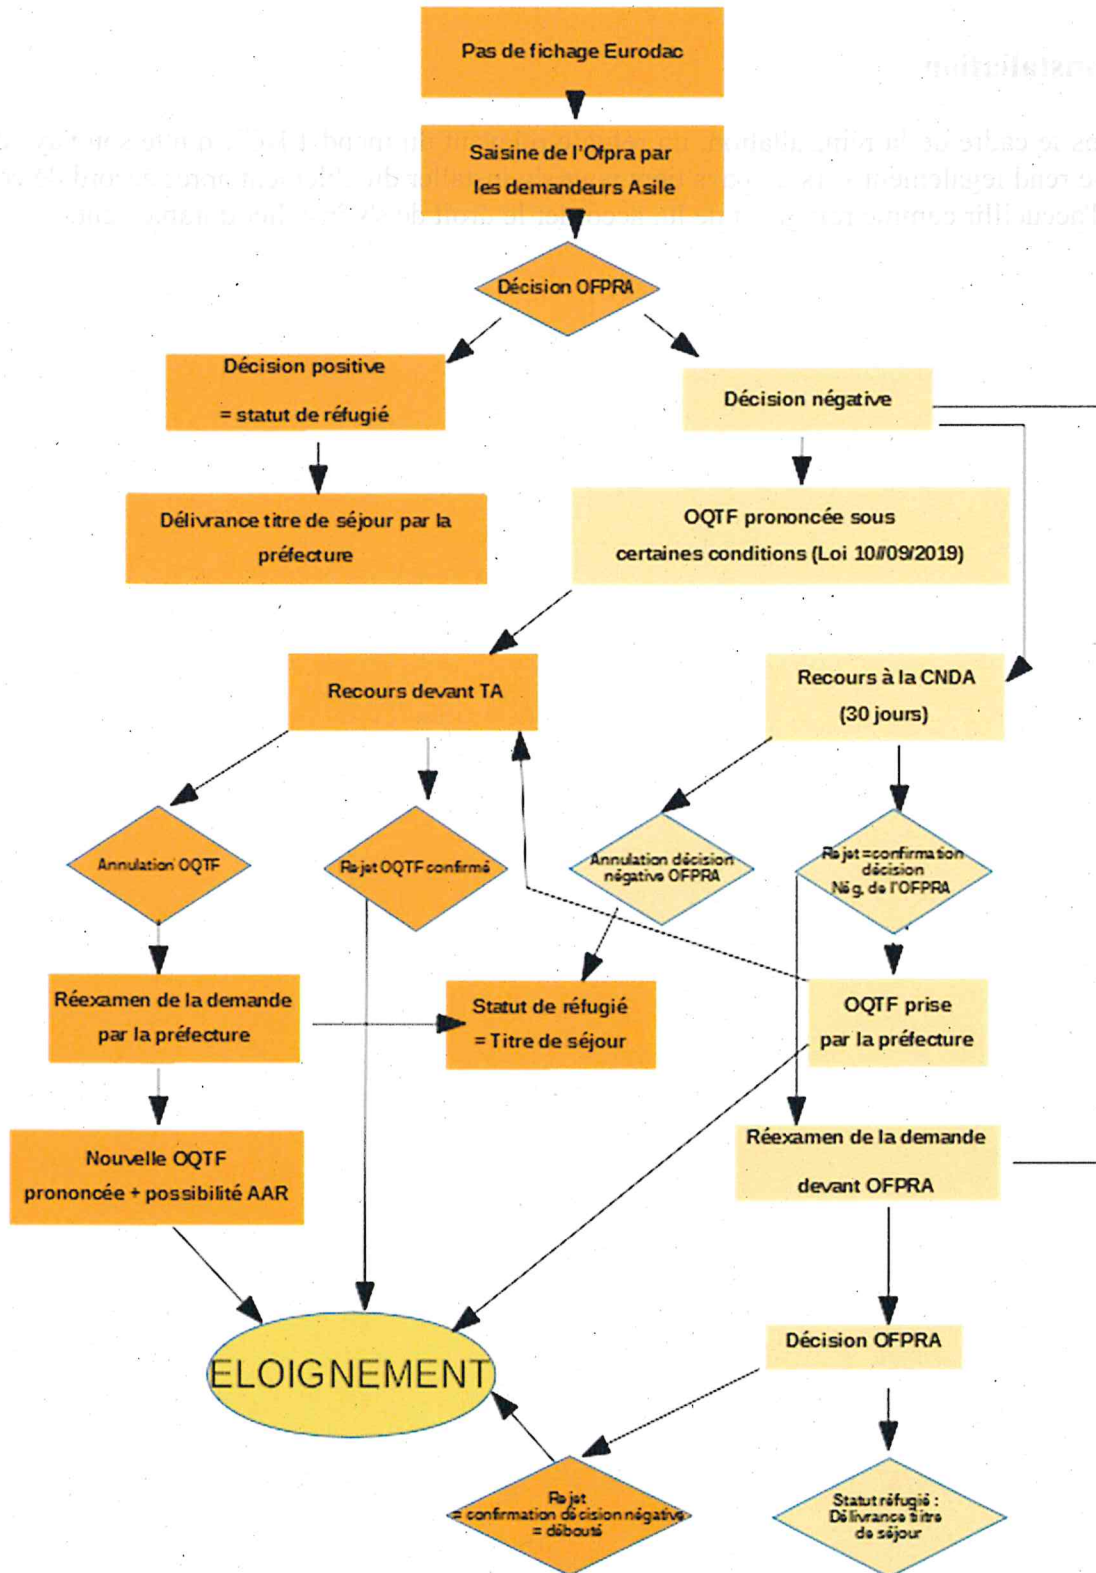 Pas de fichage Eurodac
Saisine de l'Ofpra par
les demandeurs Asile
Décision OFPRA
Décision positive
= statut de réfugié
Décision négative
Délivrance titre de séjour par la
préfecture
OQTF prononcée sous
certaines conditions (Loi 10//09/2019)
Recours devant TA
Recours à la CNDA
(30 jours)
Annulation OQTF
Rejet OQTF confirmé
Annulation décision
négative OFPRA
Rejet =confirmation
décision
Nég. de l'OFPRA
Réexamen de la demande
par la préfecture
Statut de réfugié
= Titre de séjour
OQTF prise
par la préfecture
Nouvelle OQTF
prononcée + possibilité AAR
Réexamen de la demande
devant OFPRA
ELOIGNEMENT
Décision OFPRA
Rejet
= confirmation décision négative
= débouté
Statut réfugié :
Délivrance titre
de séjour